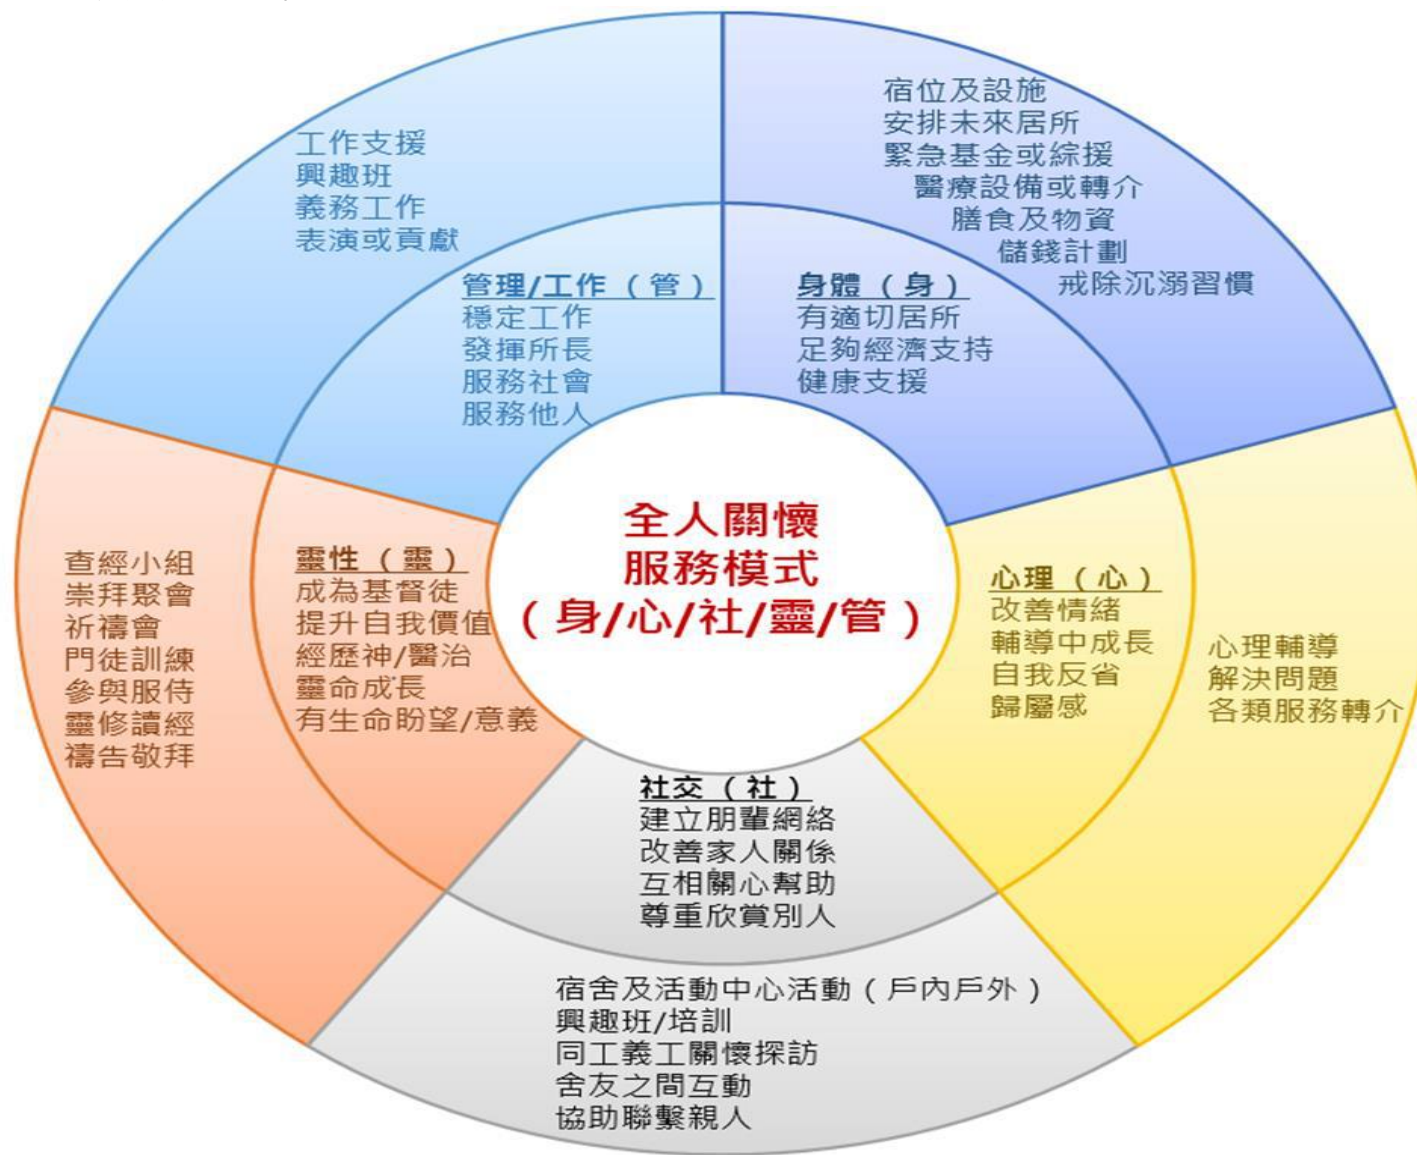 全人關懷
服務模式
（身/心/社/靈/管）
身體（身）
有適切居所
足夠經濟支持
健康支援
宿位及設施
安排未來居所
緊急基金或綜援
醫療設備或轉介
膳食及物資
儲錢計劃
戒除沉溺習慣
心理（心）
改善情緒
輔導中成長
自我反省
歸屬感
心理輔導
解決問題
各類服務轉介
社交（社）
建立朋輩網絡
改善家人關係
互相關心幫助
尊重欣賞別人
宿舍及活動中心活動（戶內戶外）
興趣班/培訓
同工義工關懷探訪
舍友之間互動
協助聯繫親人
靈性（靈）
成為基督徒
提升自我價值
經歷神/醫治
靈命成長
有生命盼望/意義
查經小組
崇拜聚會
祈禱會
門徒訓練
參與服侍
靈修讀經
禱告敬拜
管理/工作（管）
穩定工作
發揮所長
服務社會
服務他人
工作支援
興趣班
義務工作
表演或貢獻